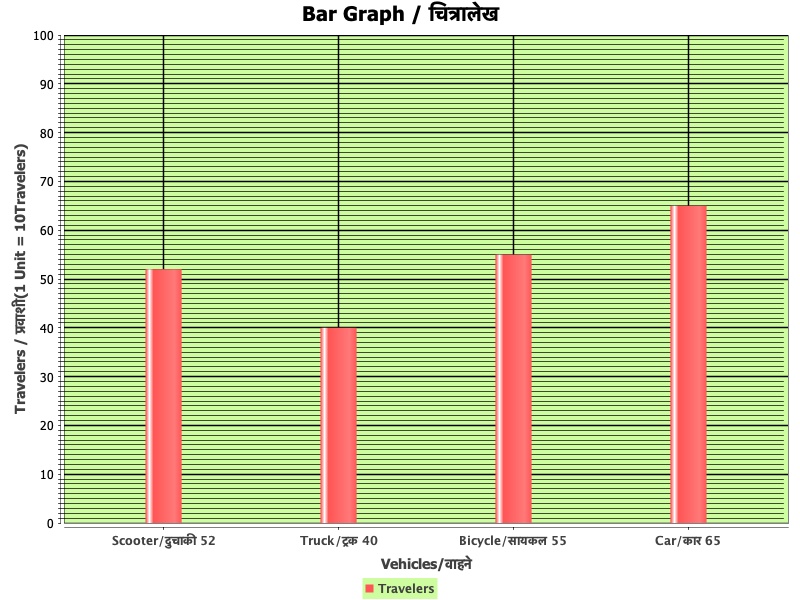 Bar Graph / चित्रालेख
Travelers / प्रवाशी(1 Unit = 10Travelers)
100
90
80
70
60
50
40
30
20
10
0
Scooter/दुचाकी 52 Truck/ट्रक 40 Bicycle/सायकल 55 Car/कार 65
Vehicles/वाहने
Travelers